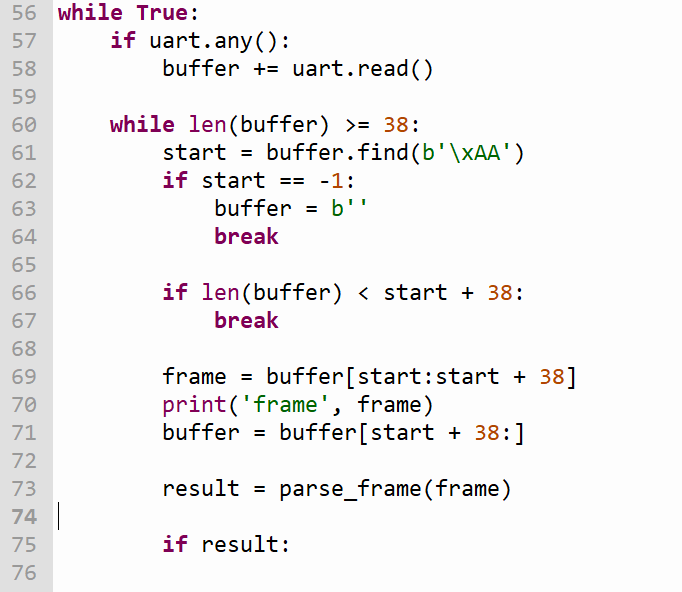 56 while True:
57     if uart.any():
58         buffer += uart.read()
59
60     while len(buffer) >= 38:
61         start = buffer.find(b'\xAA')
62         if start == -1:
63             buffer = b''
64             break
65
66         if len(buffer) < start + 38:
67             break
68
69         frame = buffer[start:start + 38]
70         print('frame', frame)
71         buffer = buffer[start + 38:]
72
73         result = parse_frame(frame)
74
75         if result:
76